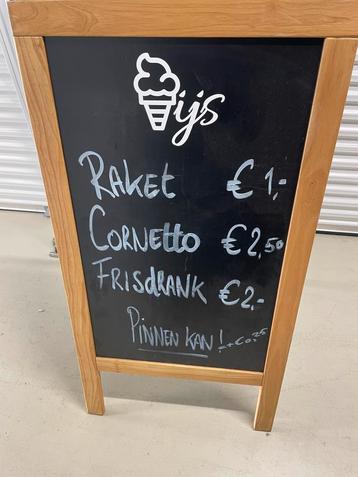 ijs
RAKET €1,-
CORNETTO €2,50
FRISDRANK €2,-
PINNEN KAN! + €0,25